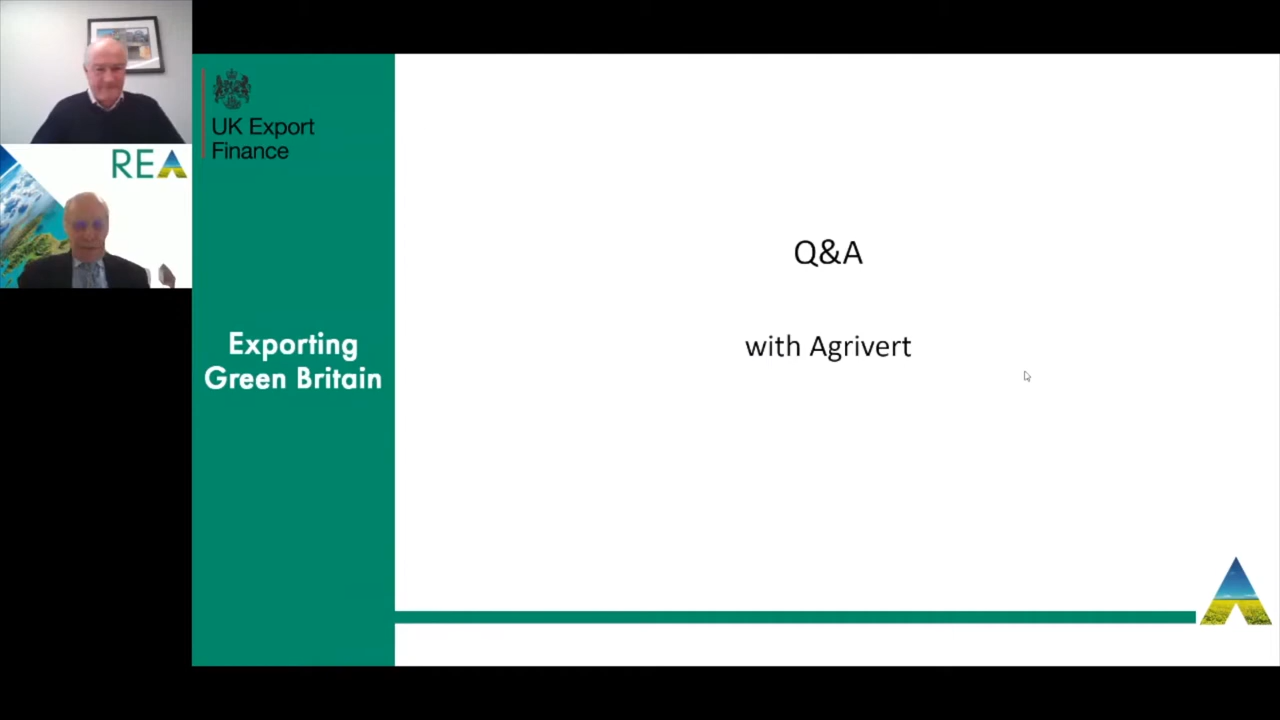 REA
UK Export
Finance
Exporting
Green Britain
Q&A
with Agrivert